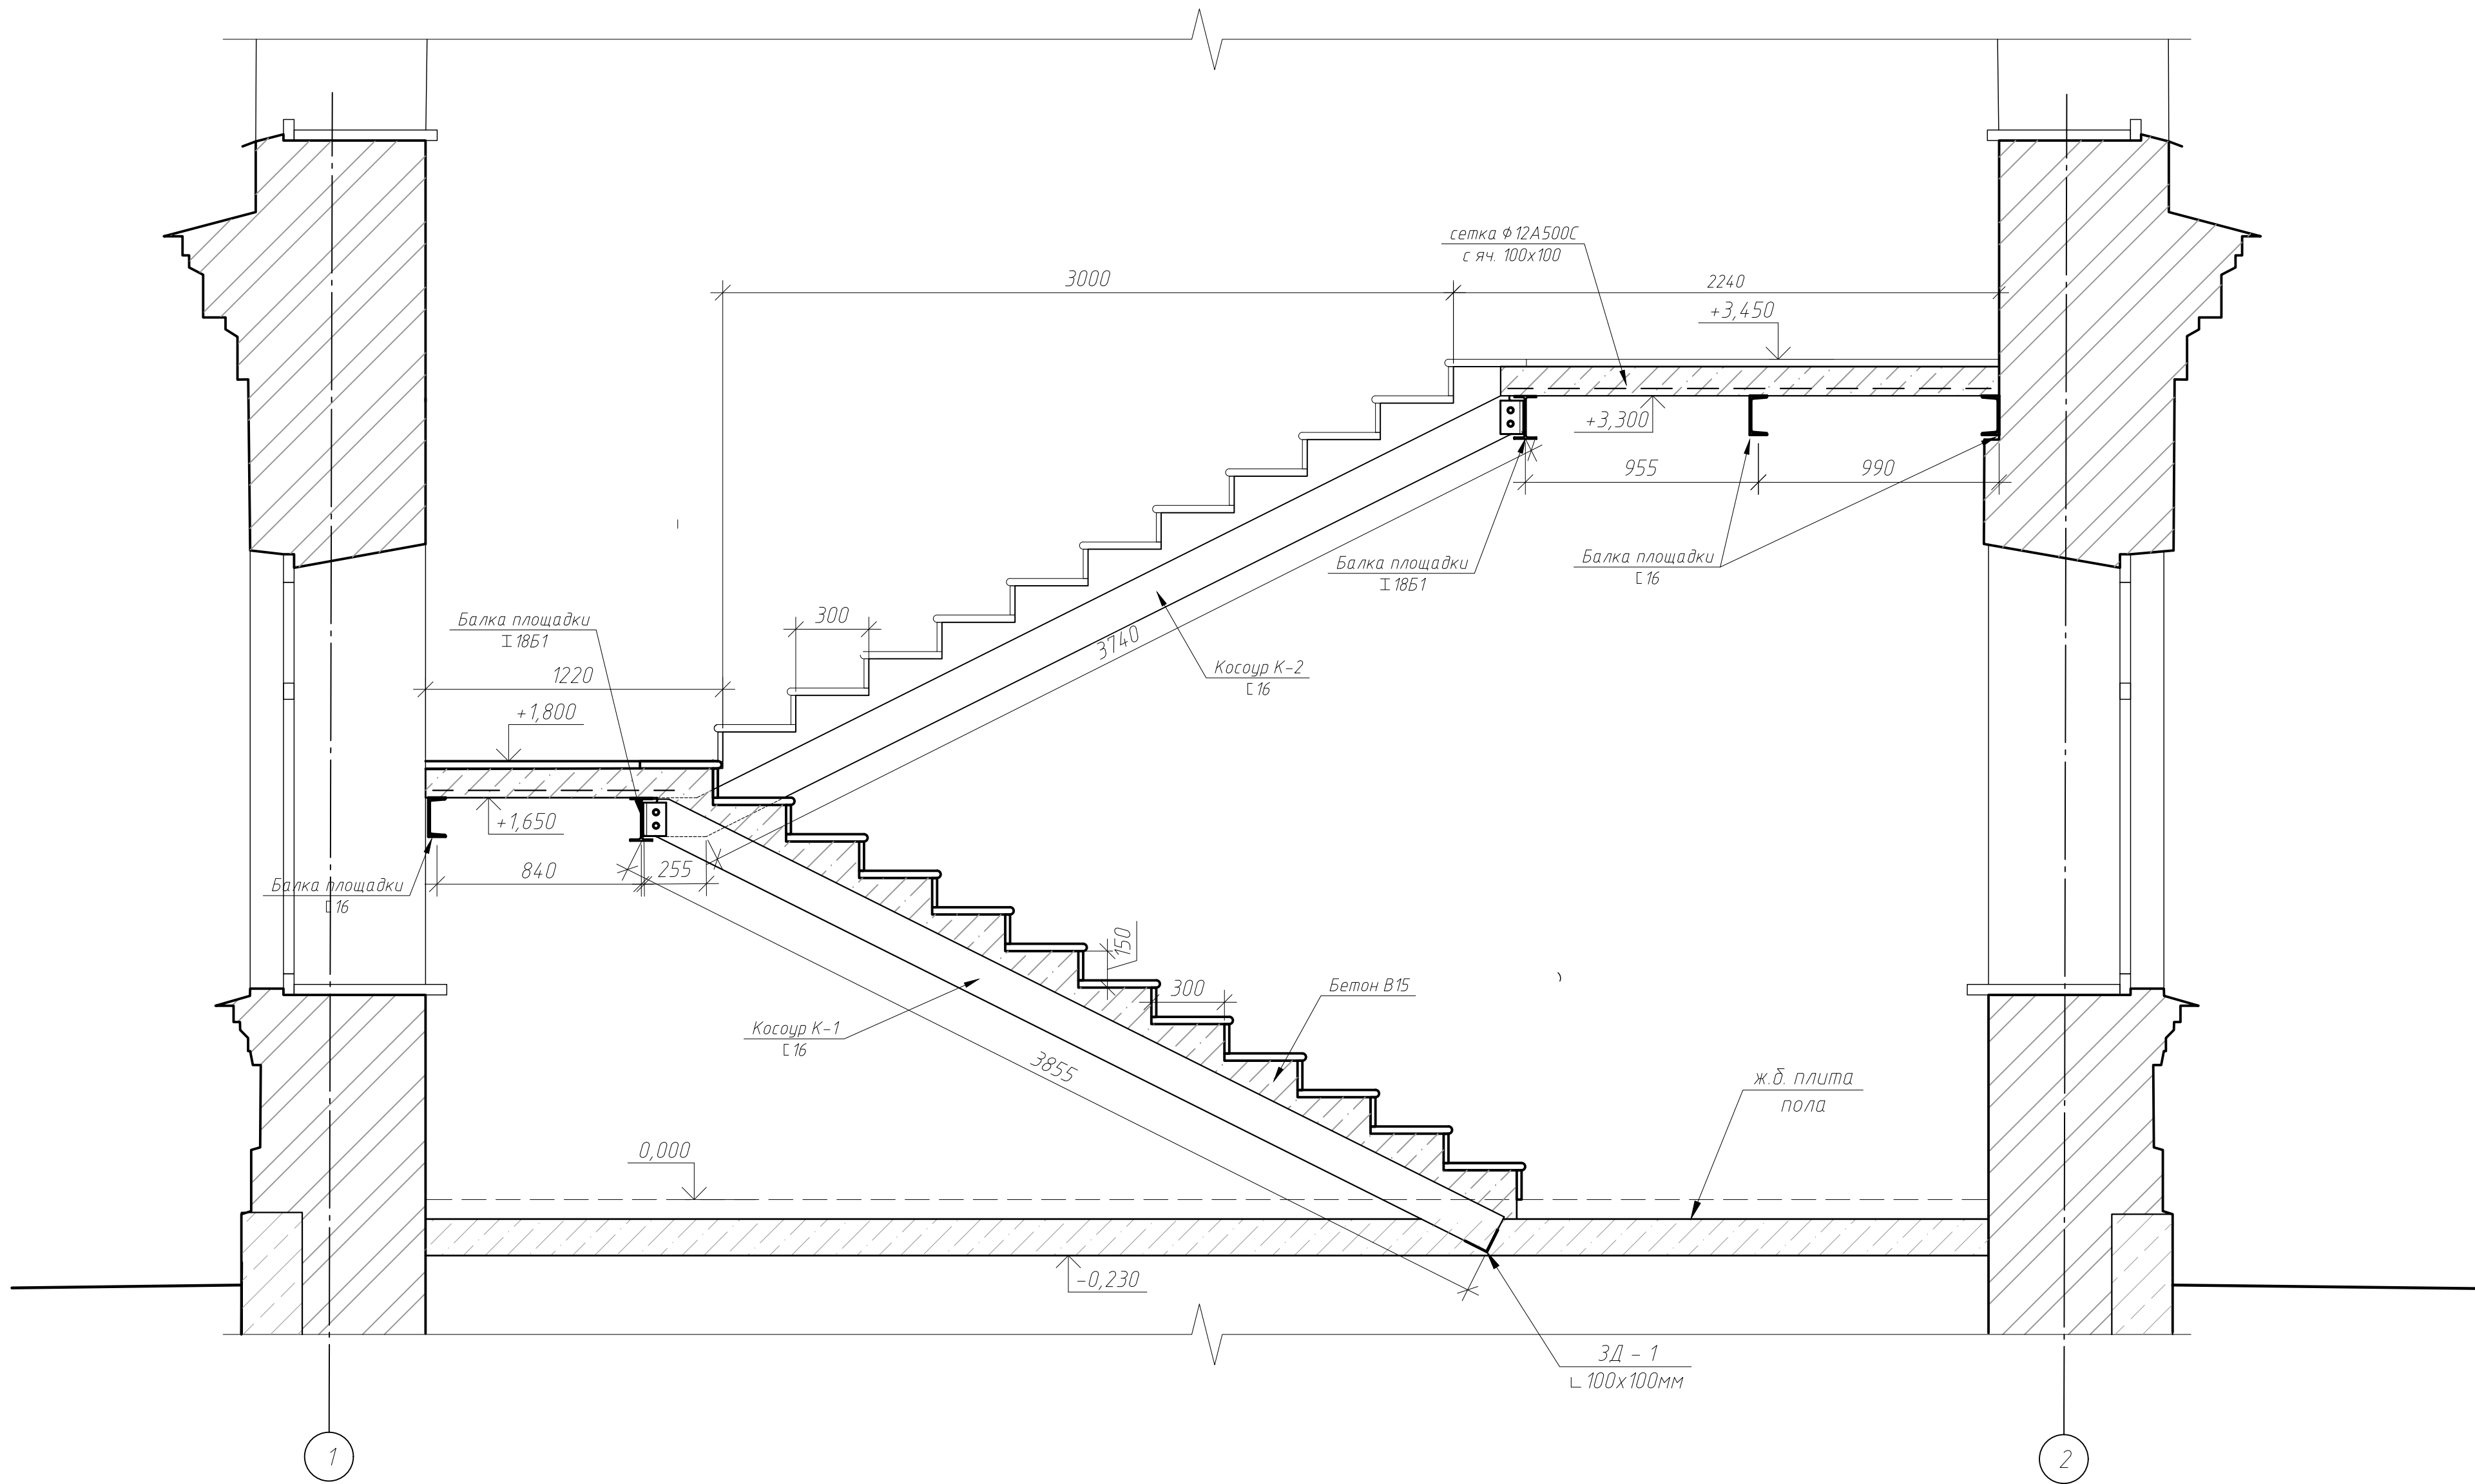 сетка Ф12А500С
с яч. 100х100
3000
2240
+3,450
+3,300
955
990
Балка площадки
⌶18Б1
Балка площадки
[16
300
Балка площадки
⌶18Б1
3740
Косоур К-2
[16
1220
+1,800
+1,650
840
255
Балка площадки
[16
150
300
Бетон В15
Косоур К-1
[16
3855
ж.б. плита
пола
0,000
-0,230
ЗД - 1
∟100х100мм
1
2